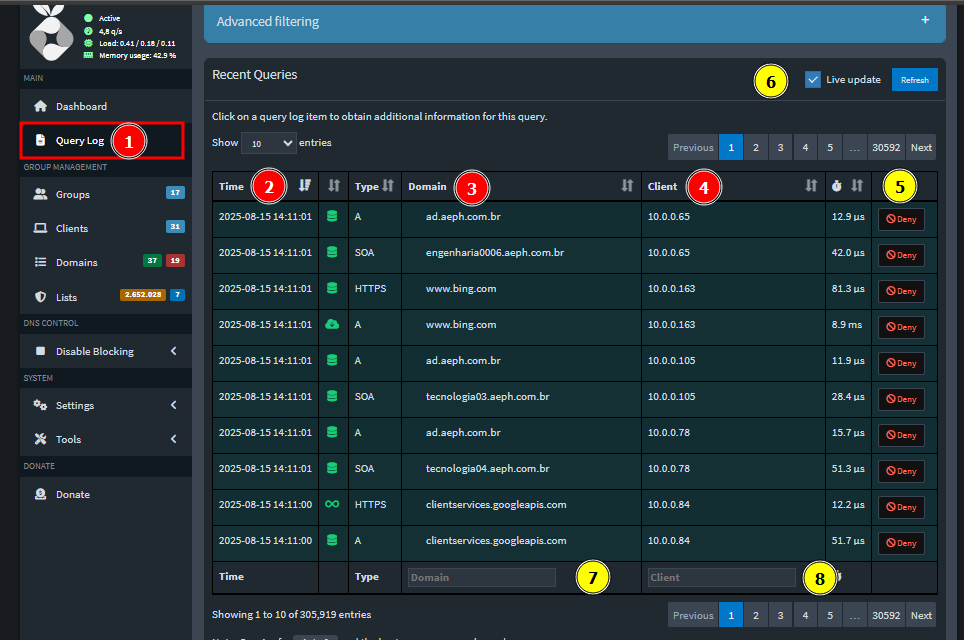 Active
4,8 q/s
Load: 0.41 / 0.18 / 0.11
Memory usage: 42.9 %
MAIN
Dashboard
Query Log 1
GROUP MANAGEMENT
Groups 17
Clients 31
Domains 37 19
Lists 2.652.028 7
DNS CONTROL
Disable Blocking
SYSTEM
Settings
Tools
DONATE
Donate
Advanced filtering +
Recent Queries 6 Live update Refresh
Click on a query log item to obtain additional information for this query.
Show 10 entries
Previous 1 2 3 4 5 ... 30592 Next
Time 2 Type Domain 3 Client 4 5
2025-08-15 14:11:01 A ad.aeph.com.br 10.0.0.65 12.9 µs Deny
2025-08-15 14:11:01 SOA engenharia0006.aeph.com.br 10.0.0.65 42.0 µs Deny
2025-08-15 14:11:01 HTTPS www.bing.com 10.0.0.163 81.3 µs Deny
2025-08-15 14:11:01 A www.bing.com 10.0.0.163 8.9 ms Deny
2025-08-15 14:11:01 A ad.aeph.com.br 10.0.0.105 11.9 µs Deny
2025-08-15 14:11:01 SOA tecnologia03.aeph.com.br 10.0.0.105 28.4 µs Deny
2025-08-15 14:11:01 A ad.aeph.com.br 10.0.0.78 15.7 µs Deny
2025-08-15 14:11:01 SOA tecnologia04.aeph.com.br 10.0.0.78 51.3 µs Deny
2025-08-15 14:11:00 HTTPS clientservices.googleapis.com 10.0.0.84 12.2 µs Deny
2025-08-15 14:11:00 A clientservices.googleapis.com 10.0.0.84 51.7 µs Deny
Time Type Domain 7 Client 8
Showing 1 to 10 of 305,919 entries
Previous 1 2 3 4 5 ... 30592 Next